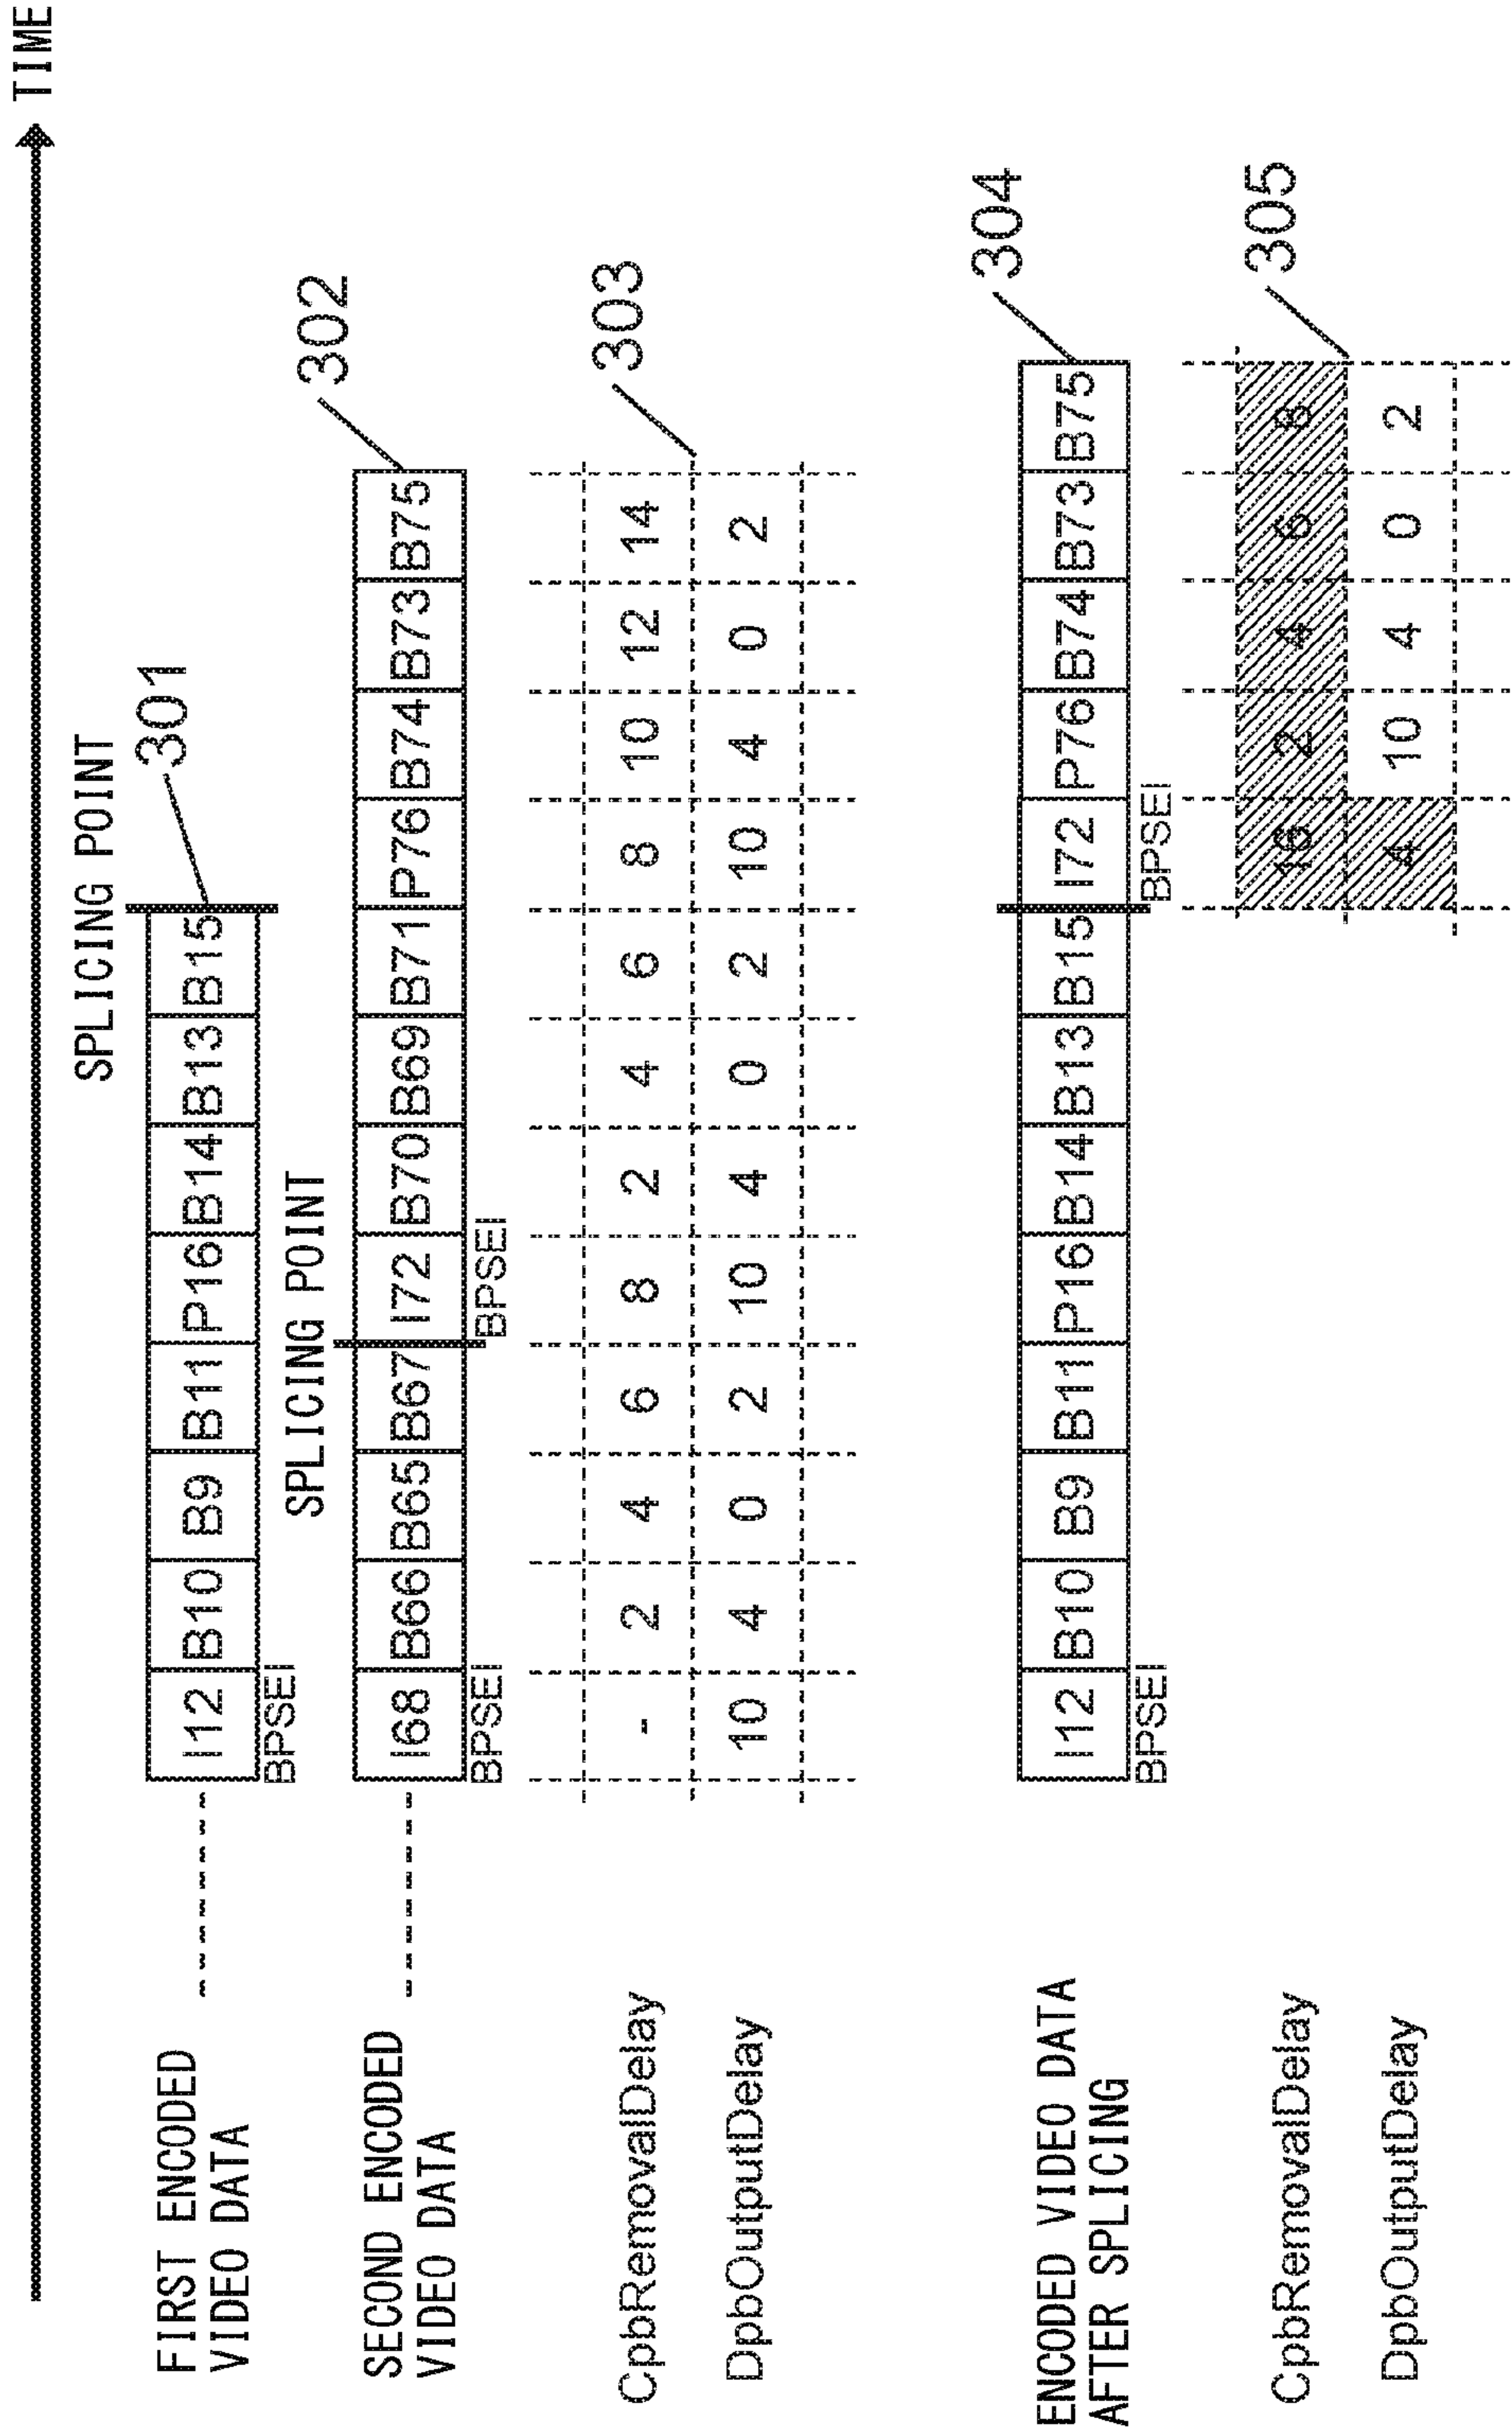 TIME
SPLICING POINT
301
FIRST ENCODED
VIDEO DATA
I12 B10 B9 B11 P16 B14 B13 B15
BPSEI
SPLICING POINT
302
SECOND ENCODED
VIDEO DATA
I68 B66 B65 B67 I72 B70 B69 B71 P76 B74 B73 B75
BPSEI BPSEI
303
CpbRemovalDelay - 2 4 6 8 2 4 6 8 10 12 14
DpbOutputDelay 10 4 0 2 10 4 0 2 10 4 0 2
304
ENCODED VIDEO DATA
AFTER SPLICING
I12 B10 B9 B11 P16 B14 B13 B15 I72 P76 B74 B73 B75
BPSEI BPSEI
305
CpbRemovalDelay 16 2 4 6 8
DpbOutputDelay 4 10 4 0 2